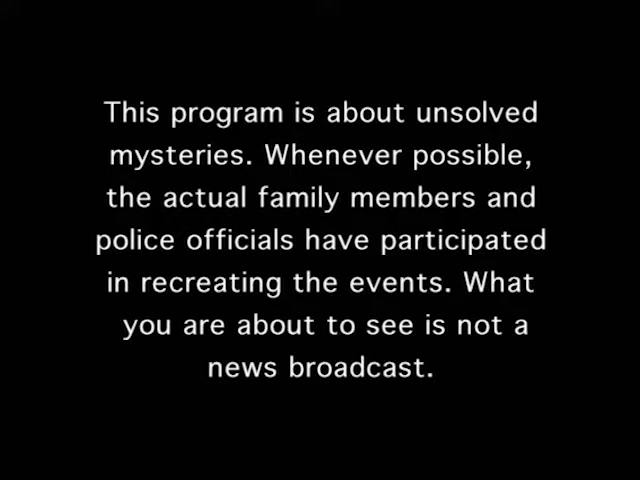 This program is about unsolved
mysteries. Whenever possible,
the actual family members and
police officials have participated
in recreating the events. What
you are about to see is not a
news broadcast.